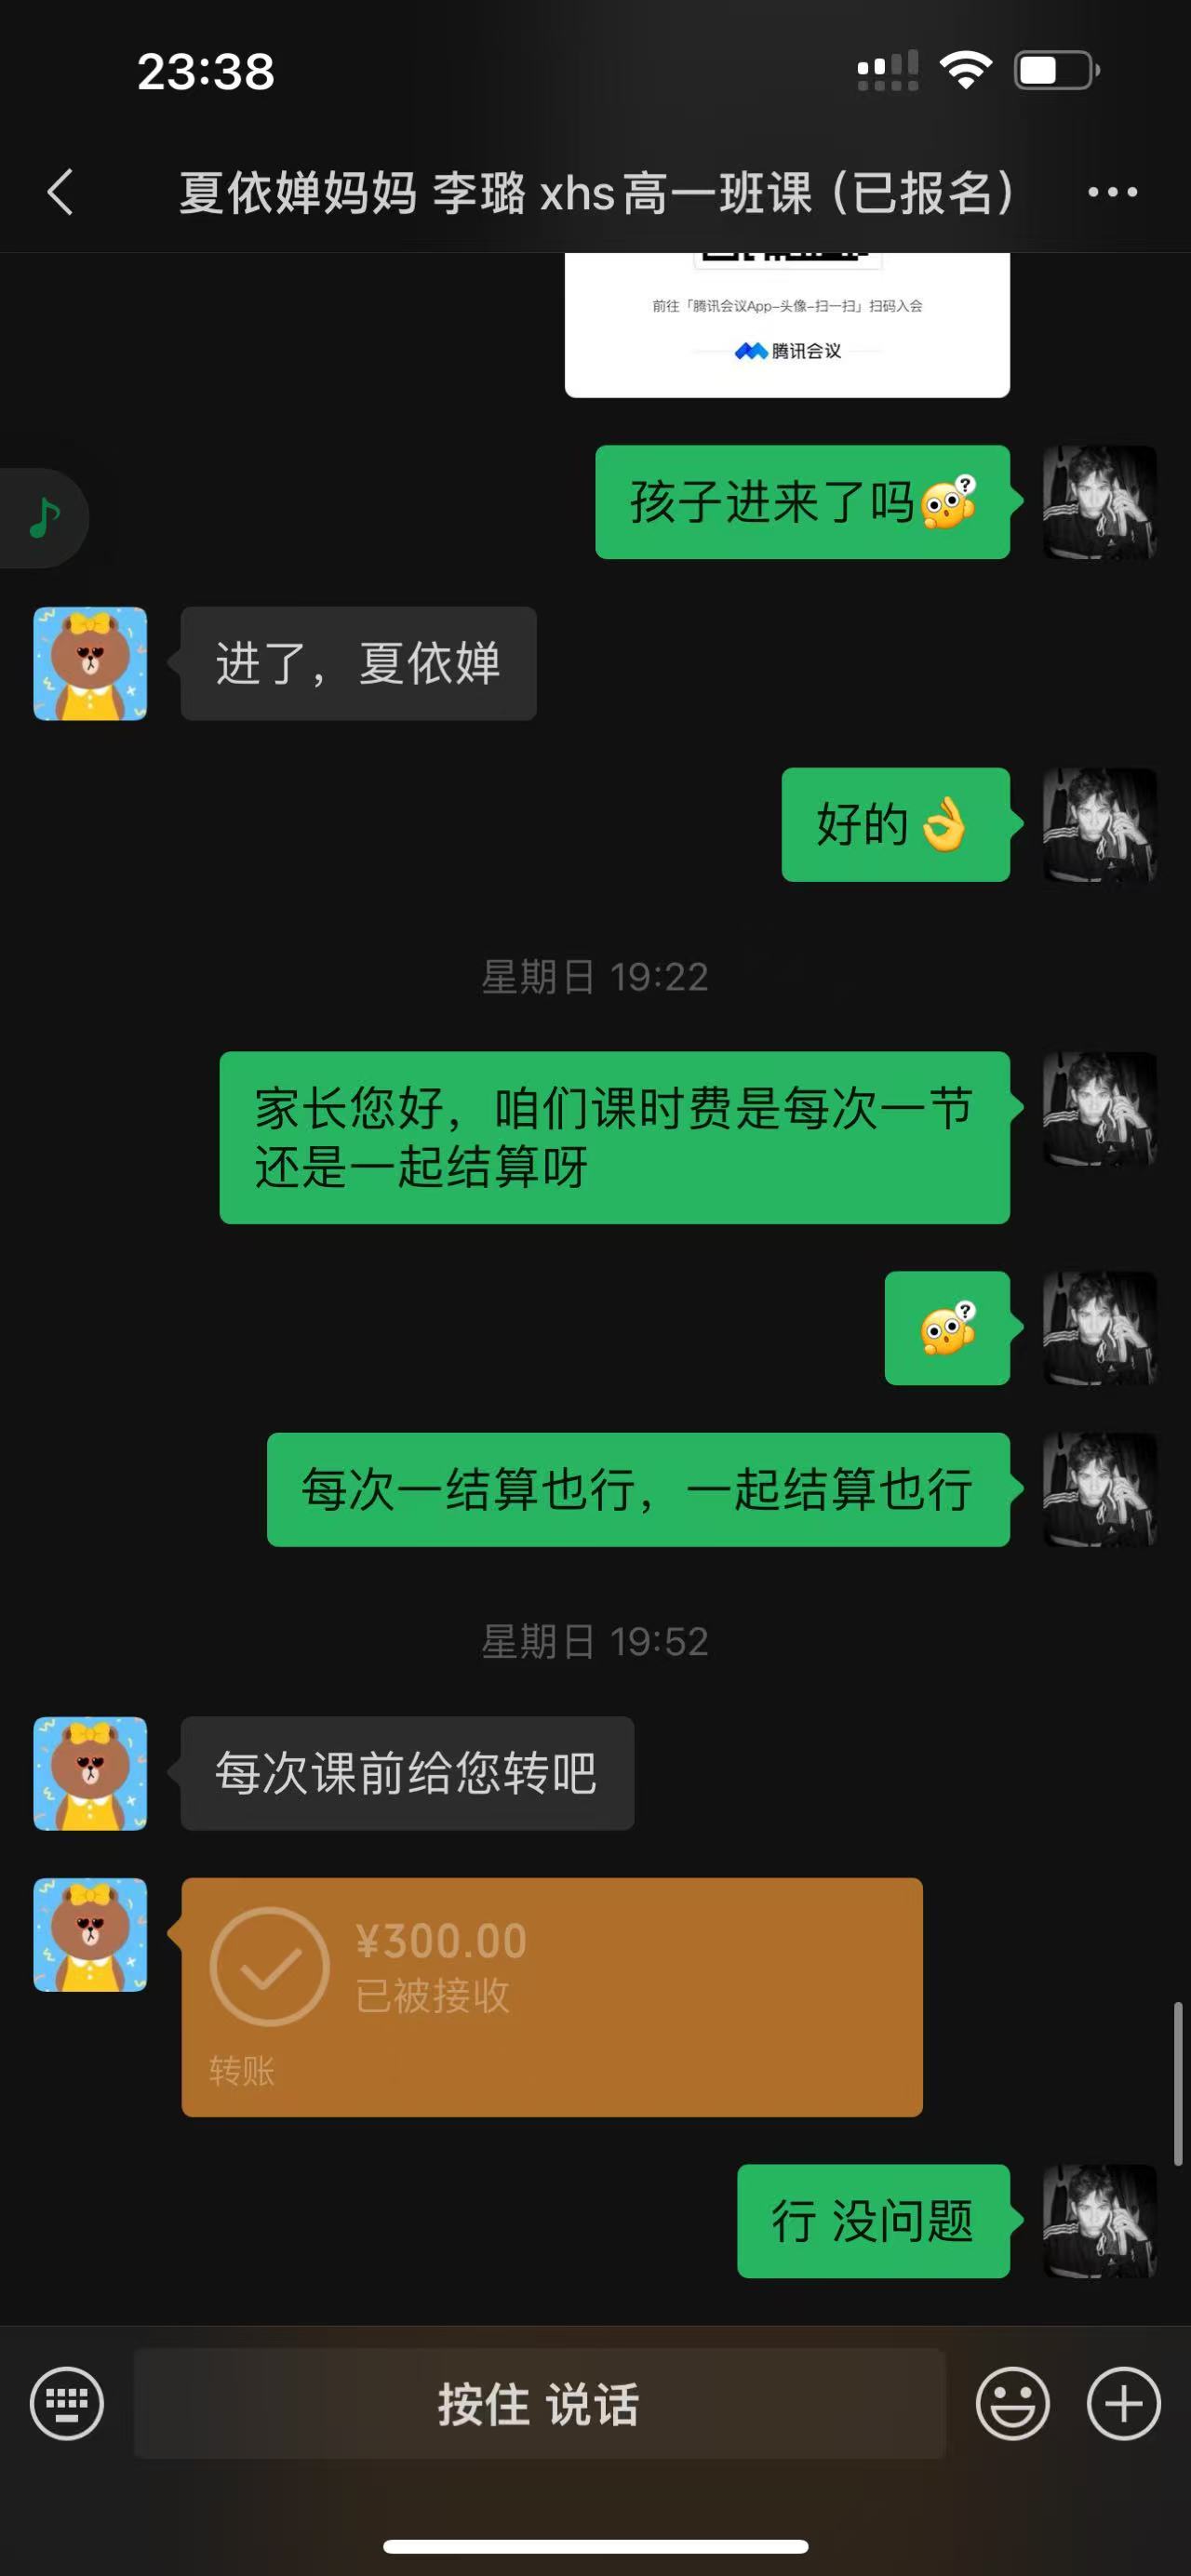 23:38
夏依婵妈妈 李璐 xhs高一班课 (已报名)
前往「腾讯会议App-头像-扫一扫」扫码入会
腾讯会议
孩子进来了吗
进了，夏依婵
好的👌
星期日 19:22
家长您好，咱们课时费是每次一节
还是一起结算呀
每次一结算也行，一起结算也行
星期日 19:52
每次课前给您转吧
¥300.00
已被接收
转账
行 没问题
按住 说话